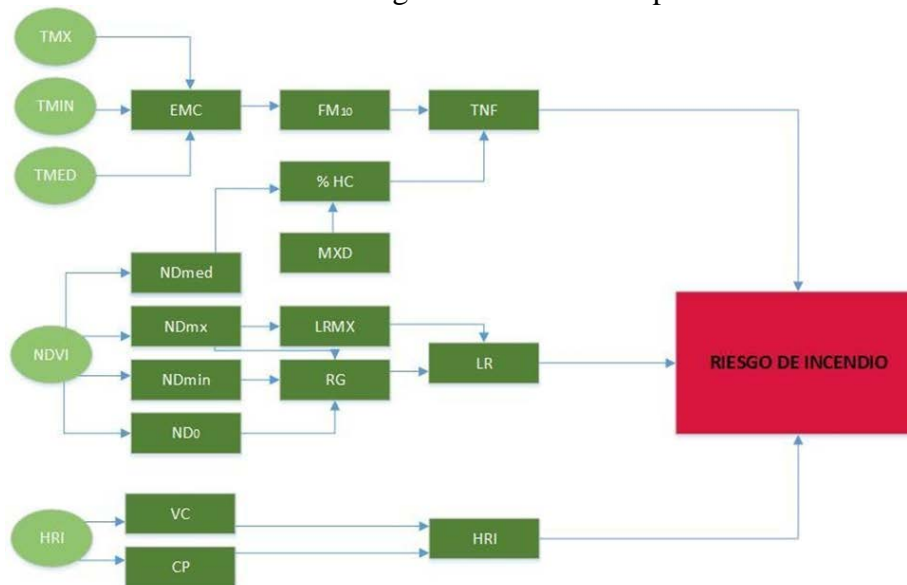 TMX
TMIN
EMC
FM10
TNF
TMED
% HC
MXD
NDmed
NDmx
LRMX
NDVI
LR
RIESGO DE INCENDIO
NDmin
RG
ND0
VC
HRI
HRI
CP